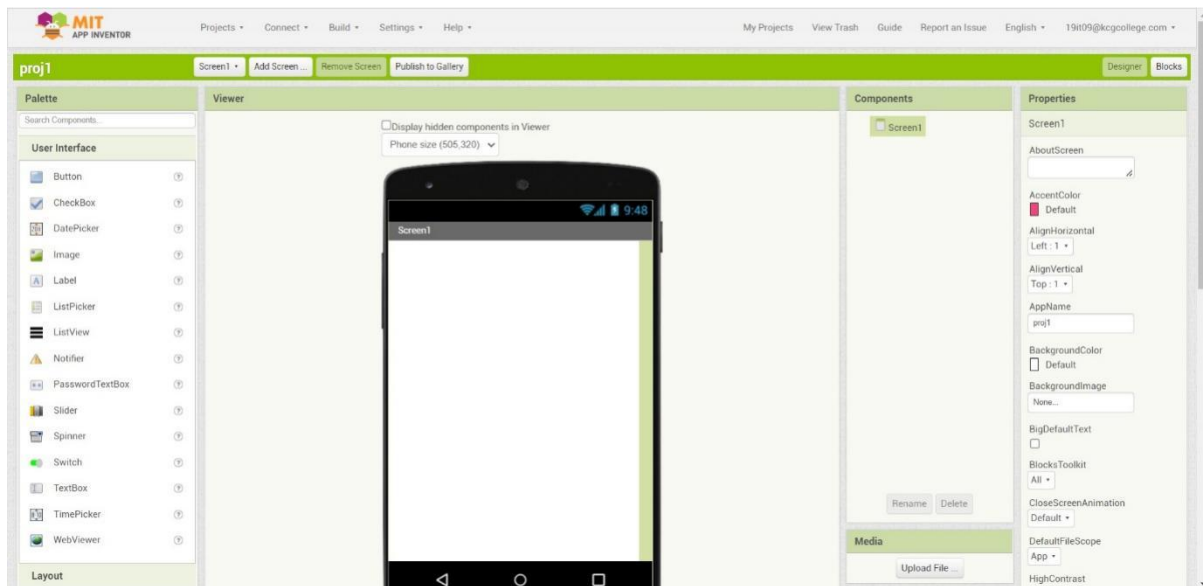 MIT
APP INVENTOR
Projects Connect Build Settings Help My Projects View Trash Guide Report an Issue English 19it09@kcgcollege.com
proj1 Screen1 Add Screen ... Remove Screen Publish to Gallery Designer Blocks
Palette
Search Components...
User Interface
Button
CheckBox
DatePicker
Image
Label
ListPicker
ListView
Notifier
PasswordTextBox
Slider
Spinner
Switch
TextBox
TimePicker
WebViewer
Layout
Viewer
Display hidden components in Viewer
Phone size (505,320)
9:48
Screen1
Components
Screen1
Rename Delete
Media
Upload File ...
Properties
Screen1
AboutScreen
AccentColor
Default
AlignHorizontal
Left : 1
AlignVertical
Top : 1
AppName
proj1
BackgroundColor
Default
BackgroundImage
None...
BigDefaultText
BlocksToolkit
All
CloseScreenAnimation
Default
DefaultFileScope
App
HighContrast